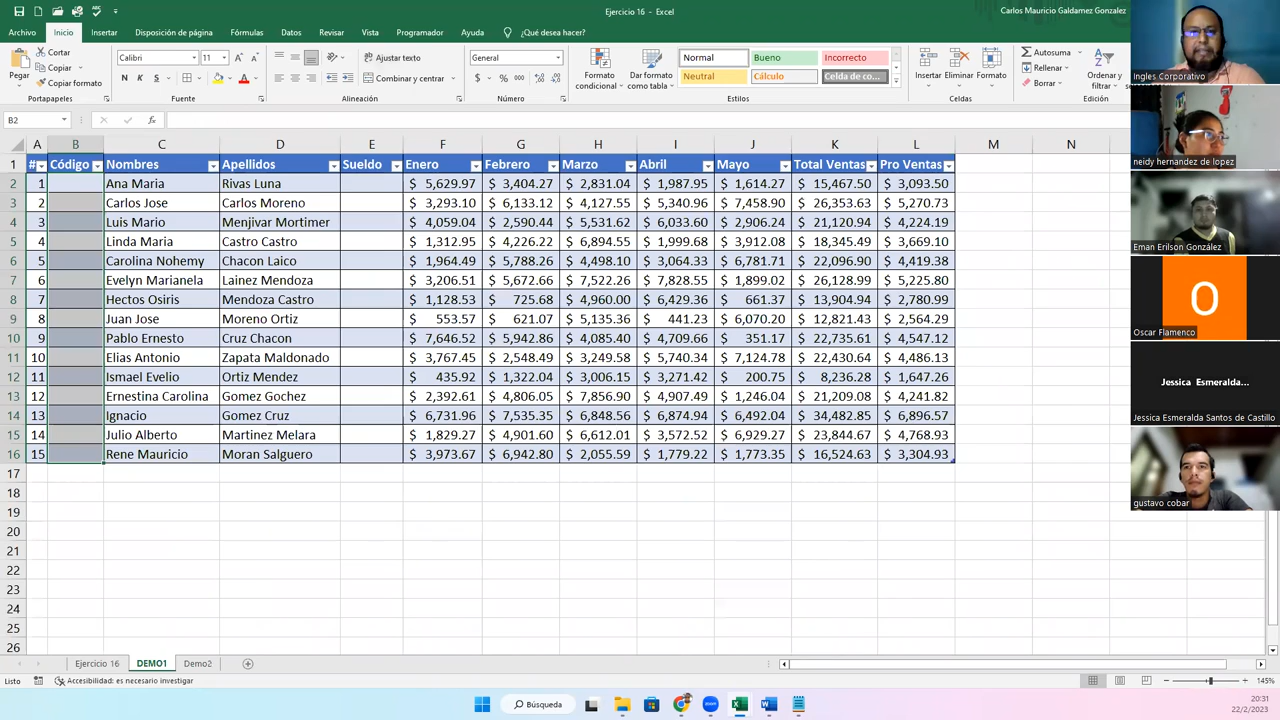 Ejercicio 16 - Excel
Carlos Mauricio Galdamez Gonzalez
Archivo Inicio Insertar Disposición de página Fórmulas Datos Revisar Vista Programador Ayuda ¿Qué desea hacer?
Pegar
Cortar
Copiar
Copiar formato
Portapapeles
Calibri 11
N K S
Fuente
Ajustar texto
Combinar y centrar
Alineación
General
$ % 000
Número
Formato condicional
Dar formato como tabla
Normal Bueno Incorrecto
Neutral Cálculo Celda de co...
Estilos
Insertar Eliminar Formato
Celdas
Autosuma
Rellenar
Borrar
Ordenar y filtrar
Edición
B2 fx
A B C D E F G H I J K L M N
1 # Código Nombres Apellidos Sueldo Enero Febrero Marzo Abril Mayo Total Ventas Pro Ventas
2 1 Ana Maria Rivas Luna $ 5,629.97 $ 3,404.27 $ 2,831.04 $ 1,987.95 $ 1,614.27 $ 15,467.50 $ 3,093.50
3 2 Carlos Jose Carlos Moreno $ 3,293.10 $ 6,133.12 $ 4,127.55 $ 5,340.96 $ 7,458.90 $ 26,353.63 $ 5,270.73
4 3 Luis Mario Menjivar Mortimer $ 4,059.04 $ 2,590.44 $ 5,531.62 $ 6,033.60 $ 2,906.24 $ 21,120.94 $ 4,224.19
5 4 Linda Maria Castro Castro $ 1,312.95 $ 4,226.22 $ 6,894.55 $ 1,999.68 $ 3,912.08 $ 18,345.49 $ 3,669.10
6 5 Carolina Nohemy Chacon Laico $ 1,964.93 $ 5,788.26 $ 4,498.10 $ 3,064.33 $ 6,781.71 $ 22,096.90 $ 4,419.38
7 6 Evelyn Marianela Lainez Mendoza $ 3,206.51 $ 5,672.66 $ 7,522.26 $ 7,828.55 $ 1,899.02 $ 26,128.99 $ 5,225.80
8 7 Hectos Osiris Mendoza Castro $ 1,128.53 $ 725.68 $ 4,960.00 $ 6,429.36 $ 661.37 $ 13,904.94 $ 2,780.99
9 8 Juan Jose Moreno Ortiz $ 553.57 $ 621.07 $ 5,135.36 $ 441.23 $ 6,070.20 $ 12,821.43 $ 2,564.29
10 9 Pablo Ernesto Cruz Chacon $ 7,646.52 $ 5,942.86 $ 4,085.40 $ 4,709.66 $ 351.17 $ 22,735.61 $ 4,547.12
11 10 Elias Antonio Zapata Maldonado $ 3,767.45 $ 2,548.49 $ 3,249.58 $ 5,740.34 $ 7,124.78 $ 22,430.64 $ 4,486.13
12 11 Ismael Evelio Ortiz Mendez $ 435.92 $ 1,322.04 $ 3,006.15 $ 3,271.42 $ 200.75 $ 8,236.28 $ 1,647.26
13 12 Ernestina Carolina Gomez Gochez $ 2,392.61 $ 4,806.05 $ 7,856.90 $ 4,907.49 $ 1,246.04 $ 21,209.08 $ 4,241.82
14 13 Ignacio Gomez Cruz $ 6,731.96 $ 7,535.35 $ 6,848.56 $ 6,874.94 $ 6,492.04 $ 34,482.85 $ 6,896.57
15 14 Julio Alberto Martinez Melara $ 1,829.27 $ 4,901.60 $ 6,612.01 $ 3,572.52 $ 6,929.27 $ 23,844.67 $ 4,768.93
16 15 Rene Mauricio Moran Salguero $ 3,973.67 $ 6,942.80 $ 2,055.59 $ 1,779.22 $ 1,773.35 $ 16,524.63 $ 3,304.93
17
18
19
20
21
22
23
24
25
26
Ingles Corporativo
neidy hernandez de lopez
Eman Erilson González
O
Oscar Flamenco
Jessica Esmeralda...
Jessica Esmeralda Santos de Castillo
gustavo cobar
Ejercicio 16 DEMO1 Demo2
Listo Accesibilidad: es necesario investigar 145%
Búsqueda
20:31
22/2/2023